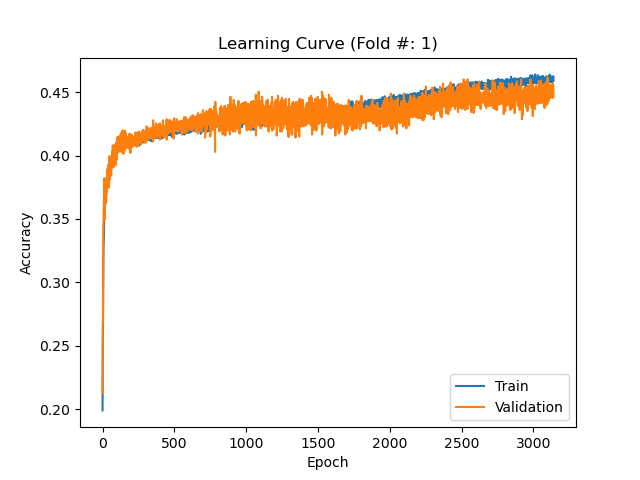 Learning Curve (Fold #: 1)
Accuracy
0.45
0.40
0.35
0.30
0.25
0.20
0 500 1000 1500 2000 2500 3000
Epoch
Train
Validation